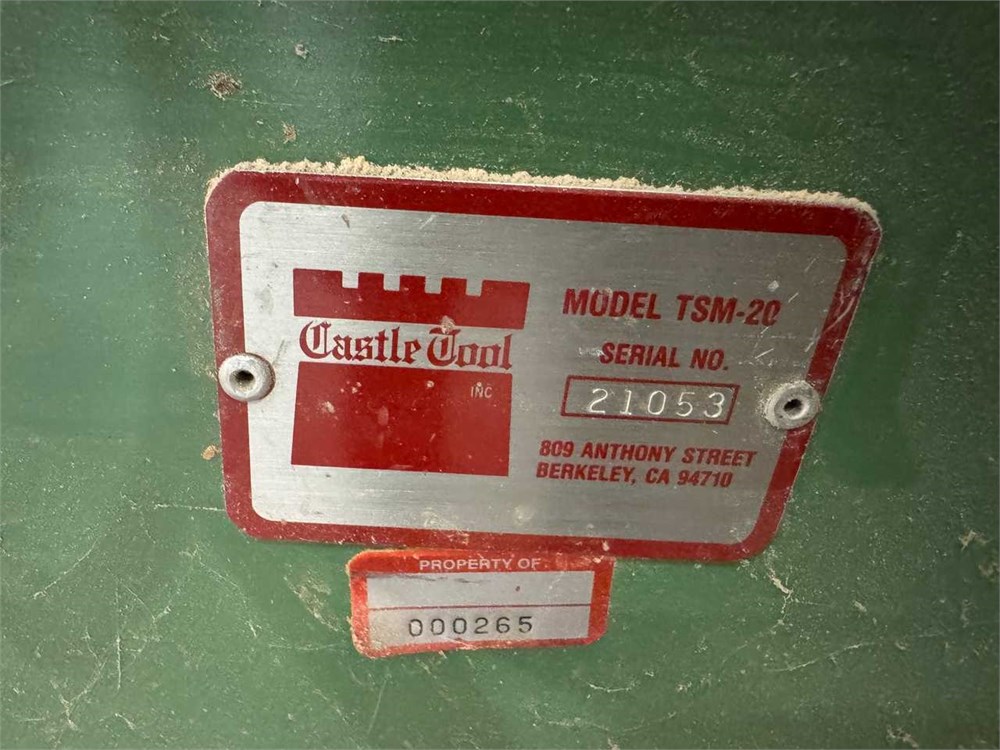 Castle Tool
INC
MODEL TSM-20
SERIAL NO.
21053
809 ANTHONY STREET
BERKELEY, CA 94710
PROPERTY OF
000265